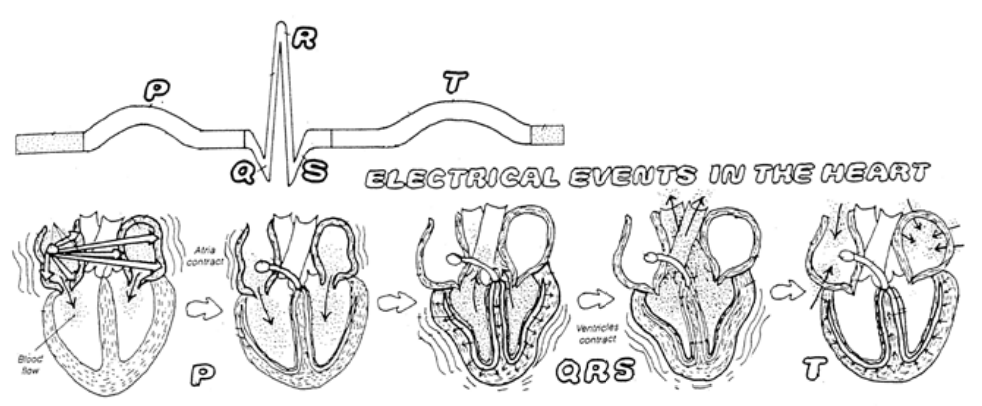 R
P
T
Q
S
ELECTRICAL EVENTS IN THE HEART
Atria
contract
Blood
flow
P
Ventricles
contract
QRS
T